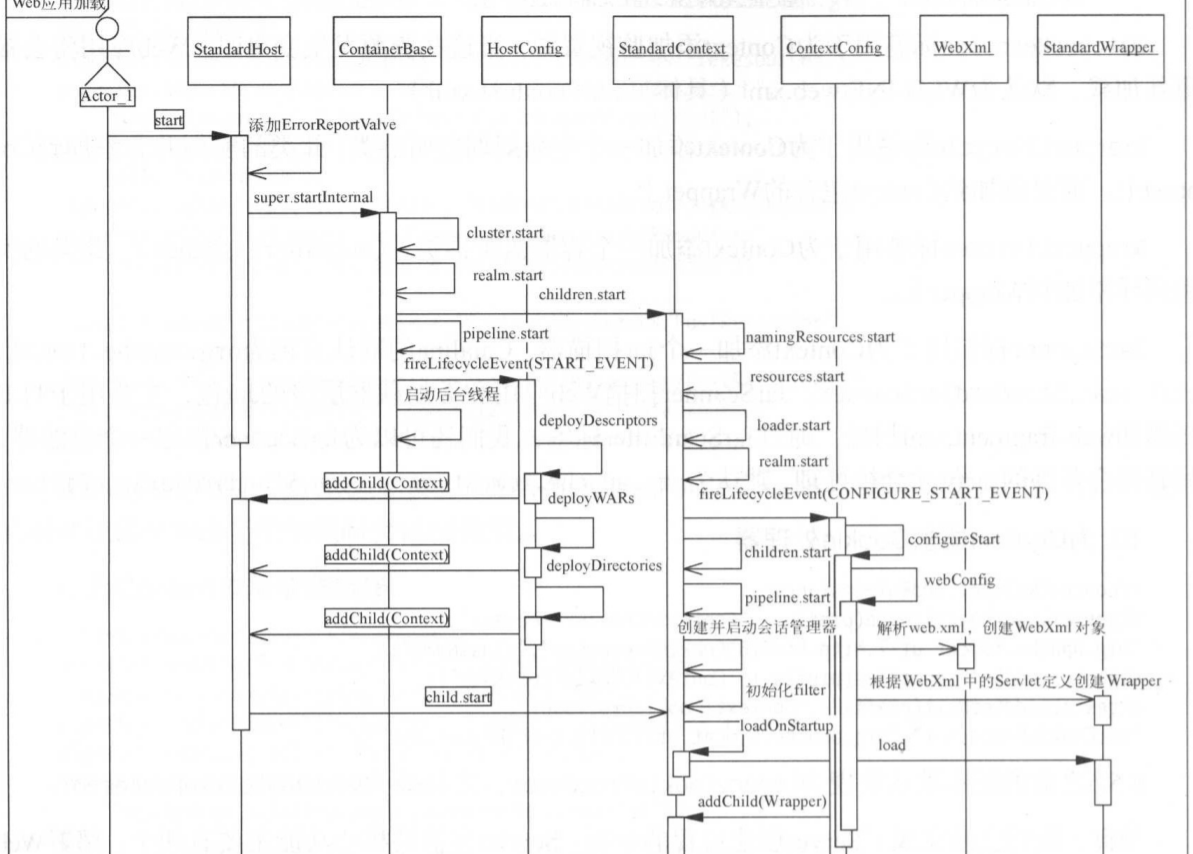 Web应用加载
StandardHost
ContainerBase
HostConfig
StandardContext
ContextConfig
WebXml
StandardWrapper
Actor_1
start
添加ErrorReportValve
super.startInternal
cluster.start
realm.start
children.start
pipeline.start
namingResources.start
fireLifecycleEvent(START_EVENT)
resources.start
启动后台线程
deployDescriptors
loader.start
realm.start
addChild(Context)
deployWARs
fireLifecycleEvent(CONFIGURE_START_EVENT)
configureStart
addChild(Context)
deployDirectories
children.start
webConfig
pipeline.start
addChild(Context)
创建并启动会话管理器
解析web.xml，创建WebXml对象
初始化filter
根据WebXml中的Servlet定义创建Wrapper
child.start
loadOnStartup
load
addChild(Wrapper)